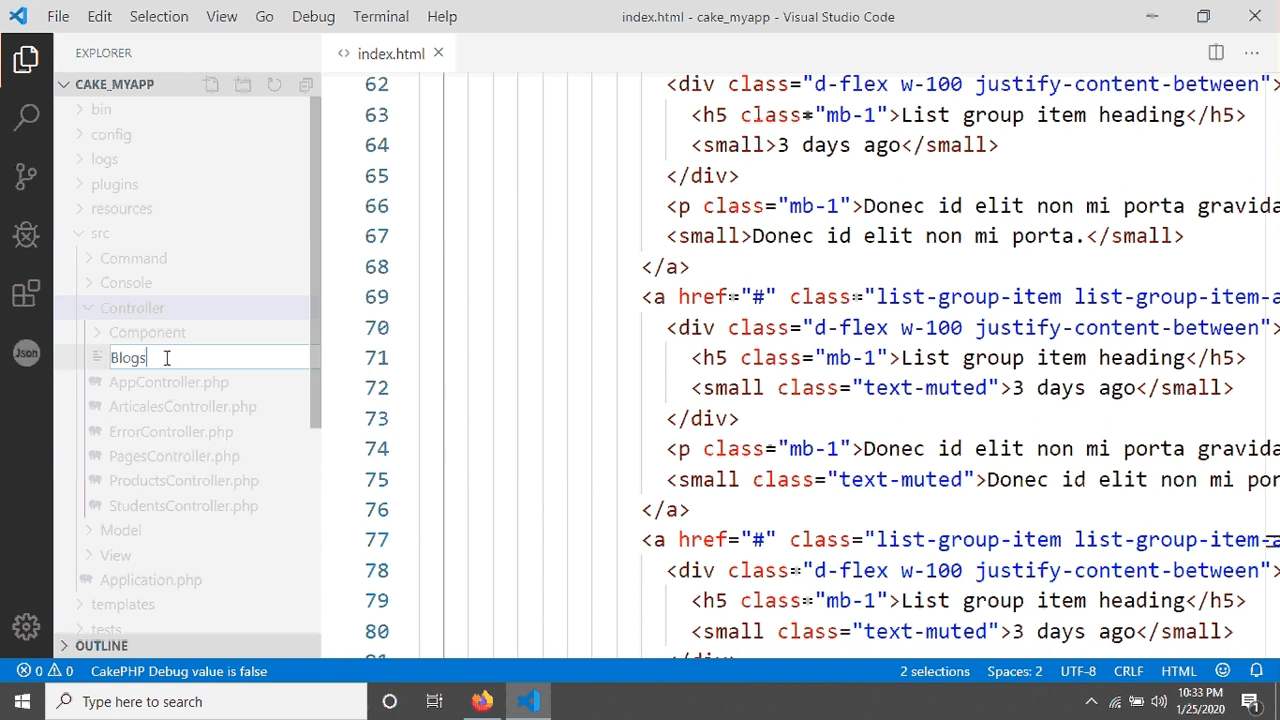 File Edit Selection View Go Debug Terminal Help index.html - cake_myapp - Visual Studio Code
EXPLORER
index.html
CAKE_MYAPP
bin
config
logs
plugins
resources
src
Command
Console
Controller
Component
Blogs
AppController.php
ArticalesController.php
ErrorController.php
PagesController.php
ProductsController.php
StudentsController.php
Model
View
Application.php
templates
tests
OUTLINE
Json
62 <div class="d-flex w-100 justify-content-between">
63 <h5 class="mb-1">List group item heading</h5>
64 <small>3 days ago</small>
65 </div>
66 <p class="mb-1">Donec id elit non mi porta gravida
67 <small>Donec id elit non mi porta.</small>
68 </a>
69 <a href="#" class="list-group-item list-group-item-a
70 <div class="d-flex w-100 justify-content-between">
71 <h5 class="mb-1">List group item heading</h5>
72 <small class="text-muted">3 days ago</small>
73 </div>
74 <p class="mb-1">Donec id elit non mi porta gravida
75 <small class="text-muted">Donec id elit non mi por
76 </a>
77 <a href="#" class="list-group-item list-group-item-a
78 <div class="d-flex w-100 justify-content-between">
79 <h5 class="mb-1">List group item heading</h5>
80 <small class="text-muted">3 days ago</small>
0 0 CakePHP Debug value is false 2 selections Spaces: 2 UTF-8 CRLF HTML
Type here to search
10:33 PM
1/25/2020
1